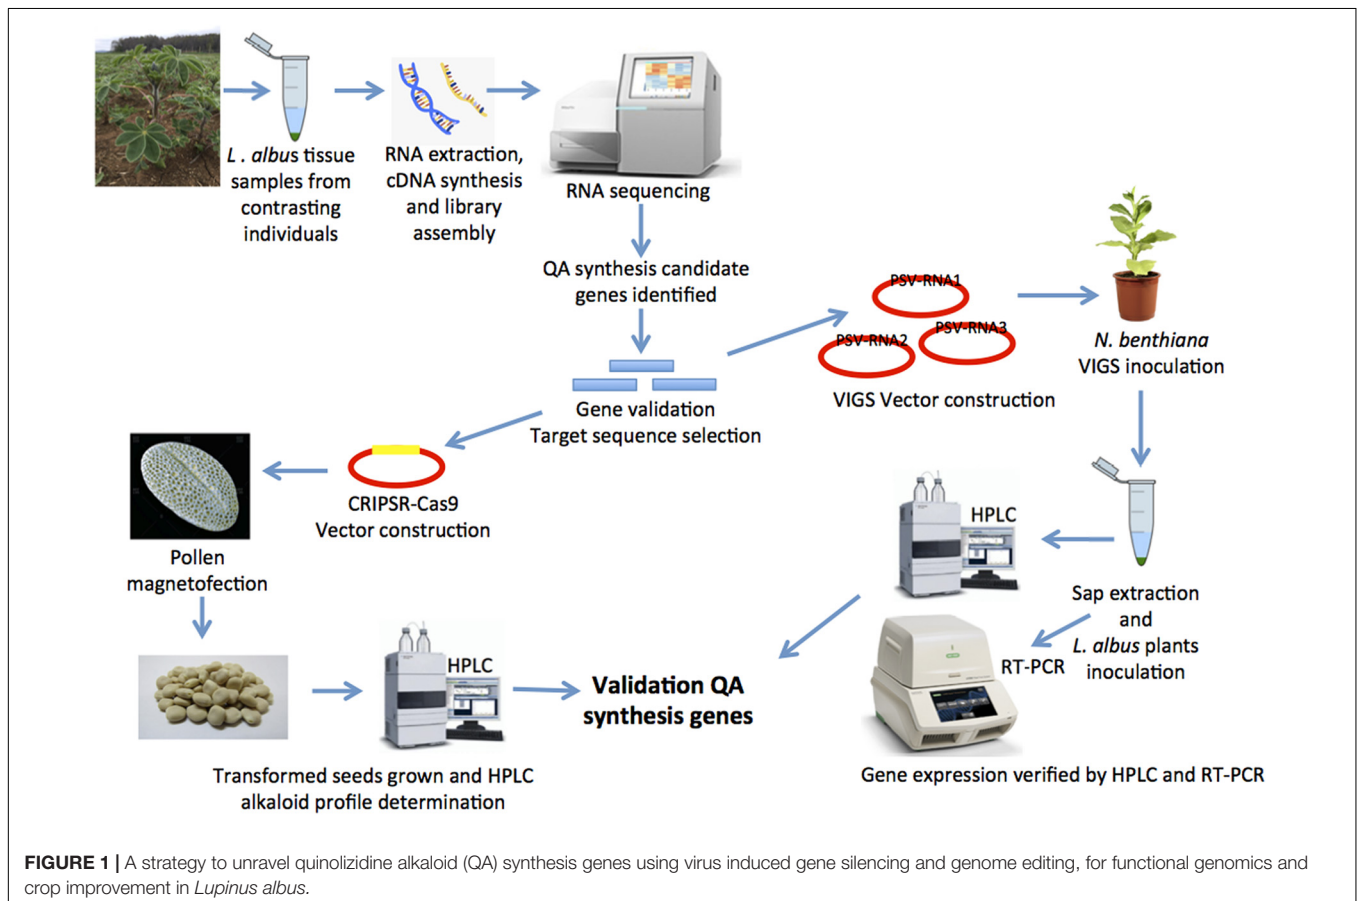 L . albus tissue
samples from
contrasting
individuals
RNA extraction,
cDNA synthesis
and library
assembly
RNA sequencing
QA synthesis candidate
genes identified
Gene validation
Target sequence selection
PSV-RNA1
PSV-RNA2
PSV-RNA3
VIGS Vector construction
N. benthiana
VIGS inoculation
Sap extraction
and
L. albus plants
inoculation
HPLC
RT-PCR
Gene expression verified by HPLC and RT-PCR
CRIPSR-Cas9
Vector construction
Pollen
magnetofection
HPLC
Transformed seeds grown and HPLC
alkaloid profile determination
Validation QA
synthesis genes
FIGURE 1 | A strategy to unravel quinolizidine alkaloid (QA) synthesis genes using virus induced gene silencing and genome editing, for functional genomics and
crop improvement in Lupinus albus.